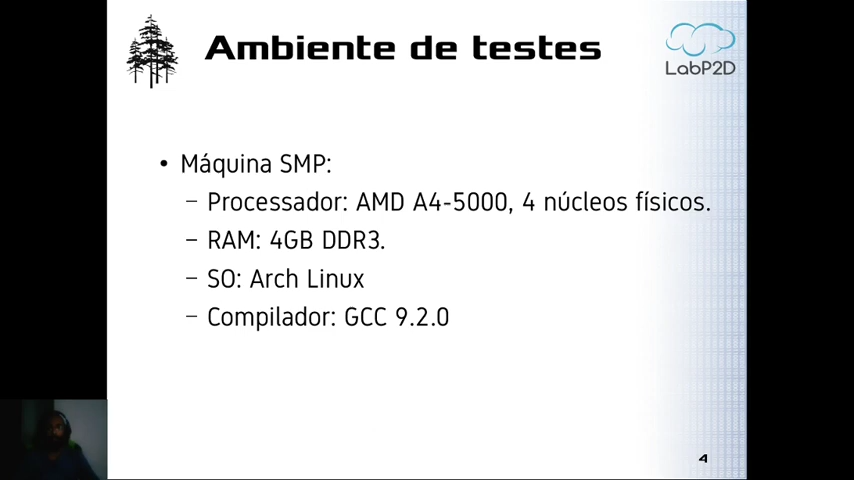 Ambiente de testes
LabP2D
• Máquina SMP:
– Processador: AMD A4-5000, 4 núcleos físicos.
– RAM: 4GB DDR3.
– SO: Arch Linux
– Compilador: GCC 9.2.0
4